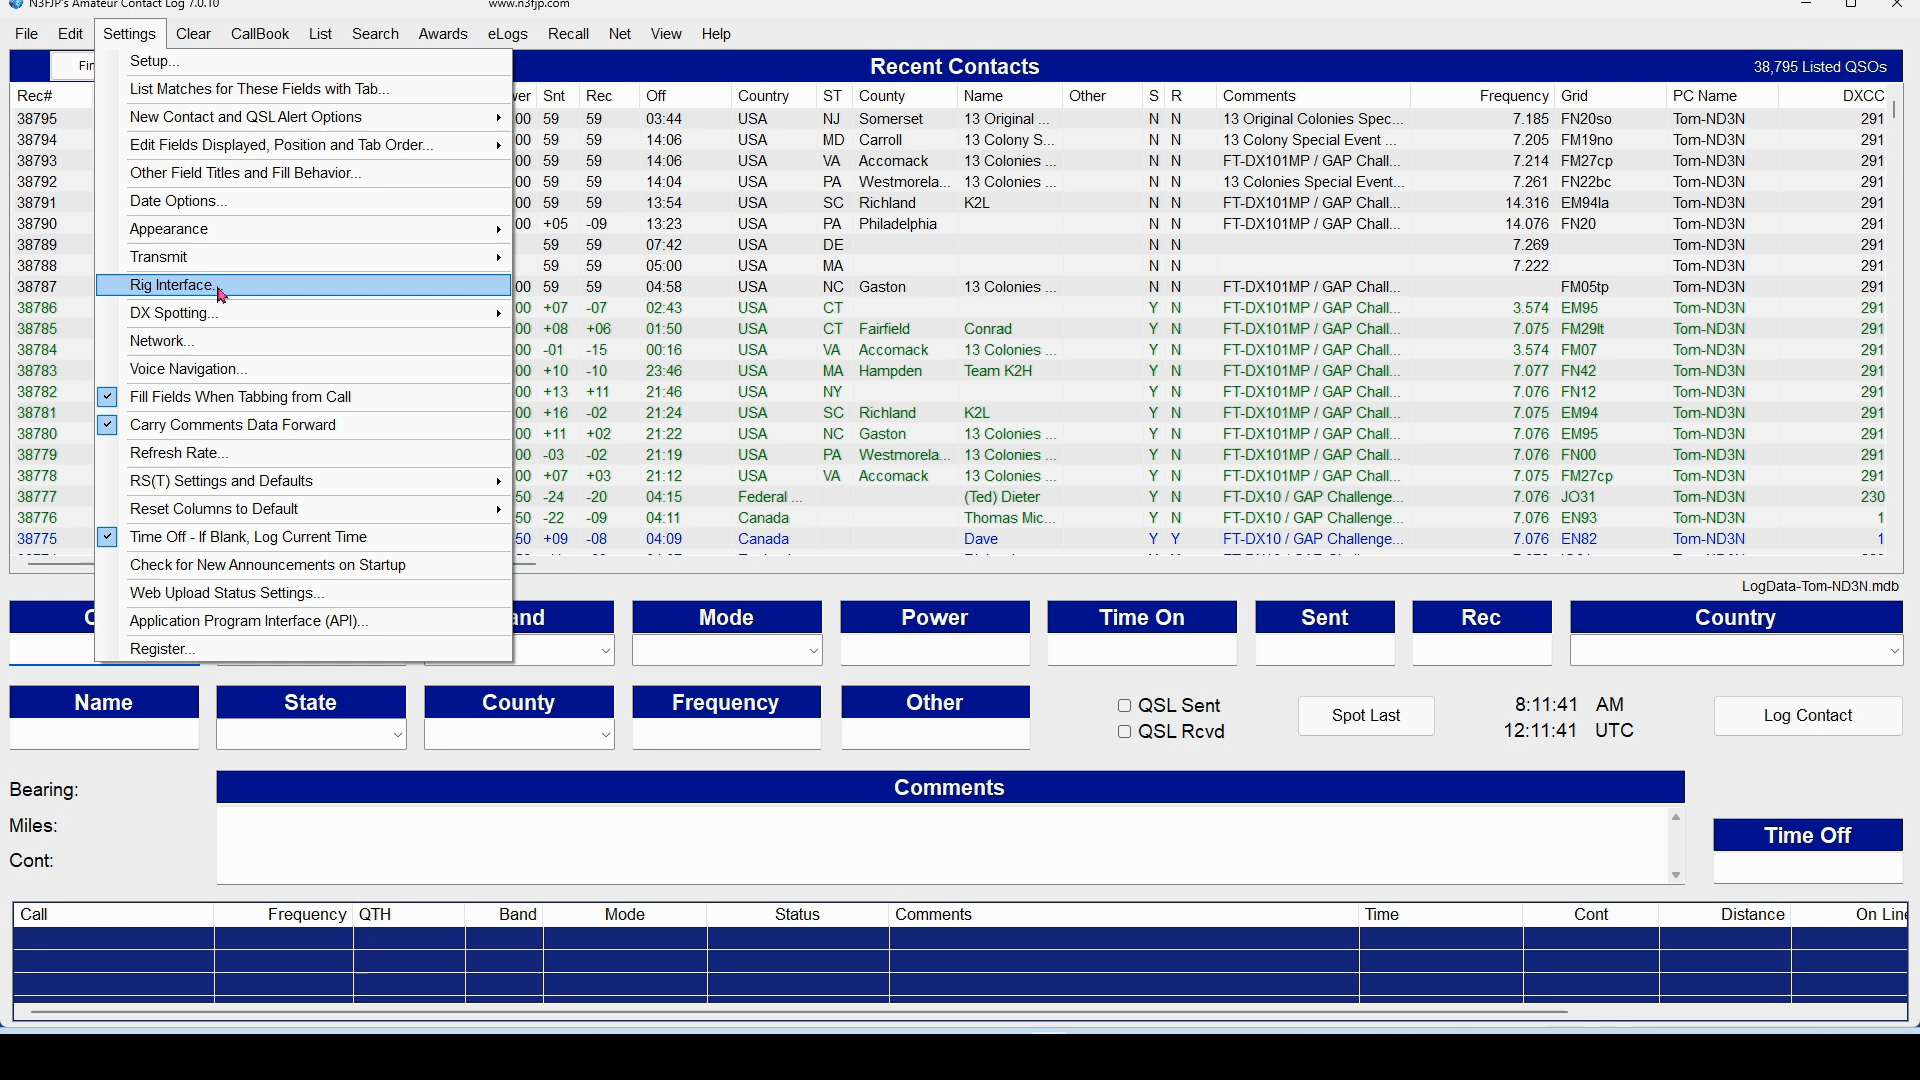 N3FJP's Amateur Contact Log 7.0.10 www.n3fjp.com
File Edit Settings Clear CallBook List Search Awards eLogs Recall Net View Help
Recent Contacts 38,795 Listed QSOs
Setup...
List Matches for These Fields with Tab...
New Contact and QSL Alert Options
Edit Fields Displayed, Position and Tab Order...
Other Field Titles and Fill Behavior...
Date Options...
Appearance
Transmit
Rig Interface...
DX Spotting...
Network...
Voice Navigation...
Fill Fields When Tabbing from Call
Carry Comments Data Forward
Refresh Rate...
RS(T) Settings and Defaults
Reset Columns to Default
Time Off - If Blank, Log Current Time
Check for New Announcements on Startup
Web Upload Status Settings...
Application Program Interface (API)...
Register...
Rec# Snt Rec Off Country ST County Name Other S R Comments Frequency Grid PC Name DXCC
38795 00 59 59 03:44 USA NJ Somerset 13 Original ... N N 13 Original Colonies Spec... 7.185 FN20so Tom-ND3N 291
38794 00 59 59 14:06 USA MD Carroll 13 Colony S... N N 13 Colony Special Event ... 7.205 FM19no Tom-ND3N 291
38793 00 59 59 14:06 USA VA Accomack 13 Colonies ... N N FT-DX101MP / GAP Chall... 7.214 FM27cp Tom-ND3N 291
38792 00 59 59 14:04 USA PA Westmorela... 13 Colonies ... N N 13 Colonies Special Event... 7.261 FN22bc Tom-ND3N 291
38791 00 59 59 13:54 USA SC Richland K2L N N FT-DX101MP / GAP Chall... 14.316 EM94la Tom-ND3N 291
38790 00 +05 -09 13:23 USA PA Philadelphia N N FT-DX101MP / GAP Chall... 14.076 FN20 Tom-ND3N 291
38789 59 59 07:42 USA DE N N 7.269 Tom-ND3N 291
38788 59 59 05:00 USA MA N N 7.222 Tom-ND3N 291
38787 00 59 59 04:58 USA NC Gaston 13 Colonies ... N N FT-DX101MP / GAP Chall... FM05tp Tom-ND3N 291
38786 00 +07 -07 02:43 USA CT Y N FT-DX101MP / GAP Chall... 3.574 EM95 Tom-ND3N 291
38785 00 +08 +06 01:50 USA CT Fairfield Conrad Y N FT-DX101MP / GAP Chall... 7.075 FM29lt Tom-ND3N 291
38784 00 -01 -15 00:16 USA VA Accomack 13 Colonies ... Y N FT-DX101MP / GAP Chall... 3.574 FM07 Tom-ND3N 291
38783 00 +10 -10 23:46 USA MA Hampden Team K2H Y N FT-DX101MP / GAP Chall... 7.077 FN42 Tom-ND3N 291
38782 00 +13 +11 21:46 USA NY Y N FT-DX101MP / GAP Chall... 7.076 FN12 Tom-ND3N 291
38781 00 +16 -02 21:24 USA SC Richland K2L Y N FT-DX101MP / GAP Chall... 7.075 EM94 Tom-ND3N 291
38780 00 +11 +02 21:22 USA NC Gaston 13 Colonies ... Y N FT-DX101MP / GAP Chall... 7.076 EM95 Tom-ND3N 291
38779 00 -03 -02 21:19 USA PA Westmorela... 13 Colonies ... Y N FT-DX101MP / GAP Chall... 7.076 FN00 Tom-ND3N 291
38778 00 +07 +03 21:12 USA VA Accomack 13 Colonies ... Y N FT-DX101MP / GAP Chall... 7.075 FM27cp Tom-ND3N 291
38777 50 -24 -20 04:15 Federal ... (Ted) Dieter Y N FT-DX10 / GAP Challenge... 7.076 JO31 Tom-ND3N 230
38776 50 -22 -09 04:11 Canada Thomas Mic... Y N FT-DX10 / GAP Challenge... 7.076 EN93 Tom-ND3N 1
38775 50 +09 -08 04:09 Canada Dave Y Y FT-DX10 / GAP Challenge... 7.076 EN82 Tom-ND3N 1
LogData-Tom-ND3N.mdb
Mode Power Time On Sent Rec Country
Name State County Frequency Other
QSL Sent
QSL Rcvd
Spot Last
8:11:41 AM
12:11:41 UTC
Log Contact
Bearing:
Miles:
Cont:
Comments
Time Off
Call Frequency QTH Band Mode Status Comments Time Cont Distance On Line